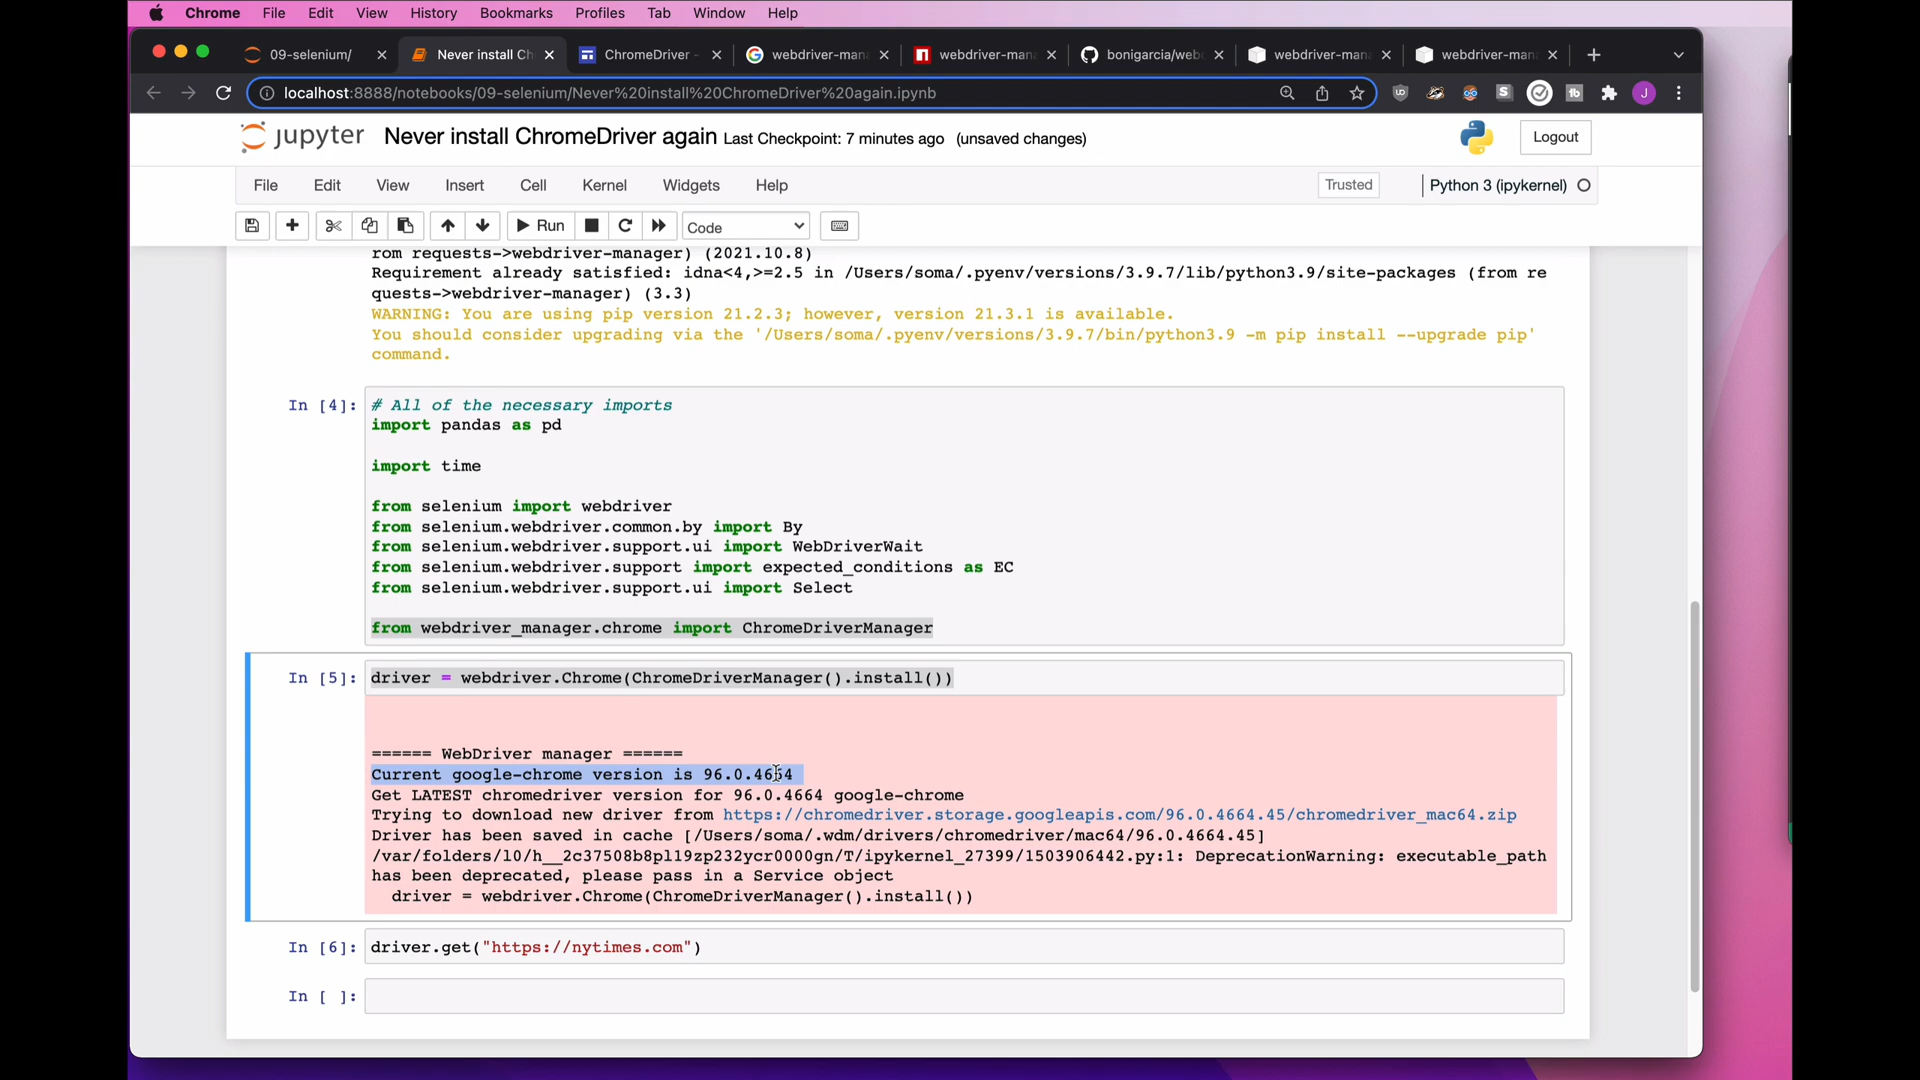 Chrome File Edit View History Bookmarks Profiles Tab Window Help
09-selenium/ Never install Ch ChromeDriver - webdriver-man webdriver-man bonigarcia/web webdriver-man webdriver-man
localhost:8888/notebooks/09-selenium/Never%20install%20ChromeDriver%20again.ipynb
jupyter Never install ChromeDriver again Last Checkpoint: 7 minutes ago (unsaved changes) Logout
File Edit View Insert Cell Kernel Widgets Help Trusted Python 3 (ipykernel)
Run Code
rom requests->webdriver-manager) (2021.10.8)
Requirement already satisfied: idna<4,>=2.5 in /Users/soma/.pyenv/versions/3.9.7/lib/python3.9/site-packages (from re
quests->webdriver-manager) (3.3)
WARNING: You are using pip version 21.2.3; however, version 21.3.1 is available.
You should consider upgrading via the '/Users/soma/.pyenv/versions/3.9.7/bin/python3.9 -m pip install --upgrade pip'
command.
In [4]: # All of the necessary imports
import pandas as pd
import time
from selenium import webdriver
from selenium.webdriver.common.by import By
from selenium.webdriver.support.ui import WebDriverWait
from selenium.webdriver.support import expected_conditions as EC
from selenium.webdriver.support.ui import Select
from webdriver_manager.chrome import ChromeDriverManager
In [5]: driver = webdriver.Chrome(ChromeDriverManager().install())
====== WebDriver manager ======
Current google-chrome version is 96.0.4664
Get LATEST chromedriver version for 96.0.4664 google-chrome
Trying to download new driver from https://chromedriver.storage.googleapis.com/96.0.4664.45/chromedriver_mac64.zip
Driver has been saved in cache [/Users/soma/.wdm/drivers/chromedriver/mac64/96.0.4664.45]
/var/folders/l0/h__2c37508b8pl19zp232ycr0000gn/T/ipykernel_27399/1503906442.py:1: DeprecationWarning: executable_path
has been deprecated, please pass in a Service object
driver = webdriver.Chrome(ChromeDriverManager().install())
In [6]: driver.get("https://nytimes.com")
In [ ]: